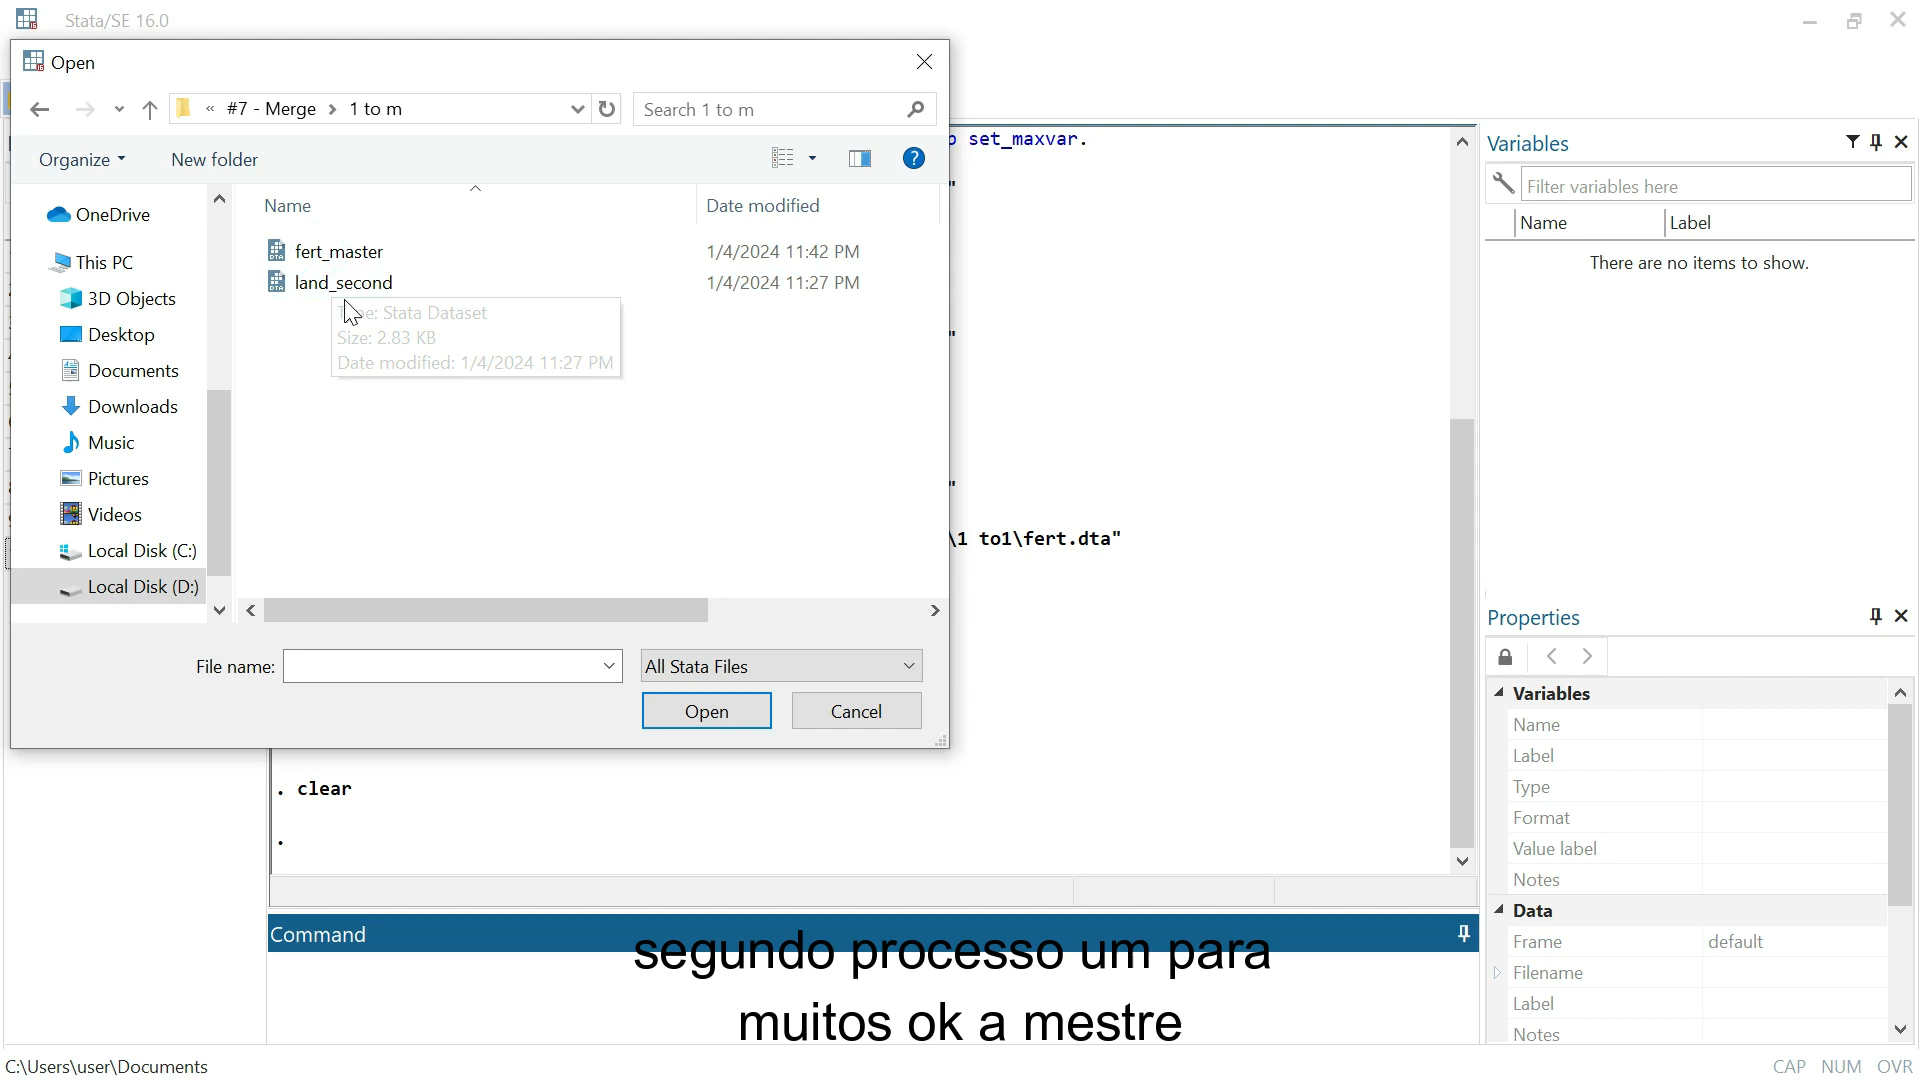 Stata/SE 16.0
Open
« #7 - Merge > 1 to m
Search 1 to m
Organize
New folder
Name
Date modified
OneDrive
This PC
3D Objects
Desktop
Documents
Downloads
Music
Pictures
Videos
Local Disk (C:)
Local Disk (D:)
fert_master 1/4/2024 11:42 PM
land_second 1/4/2024 11:27 PM
: Stata Dataset
Size: 2.83 KB
Date modified: 1/4/2024 11:27 PM
File name:
All Stata Files
Open
Cancel
set_maxvar.
"
"
"
\1 to1\fert.dta"
. clear
.
Command
segundo processo um para
muitos ok a mestre
Variables
Filter variables here
Name Label
There are no items to show.
Properties
Variables
Name
Label
Type
Format
Value label
Notes
Data
Frame default
Filename
Label
Notes
C:\Users\user\Documents
CAP NUM OVR